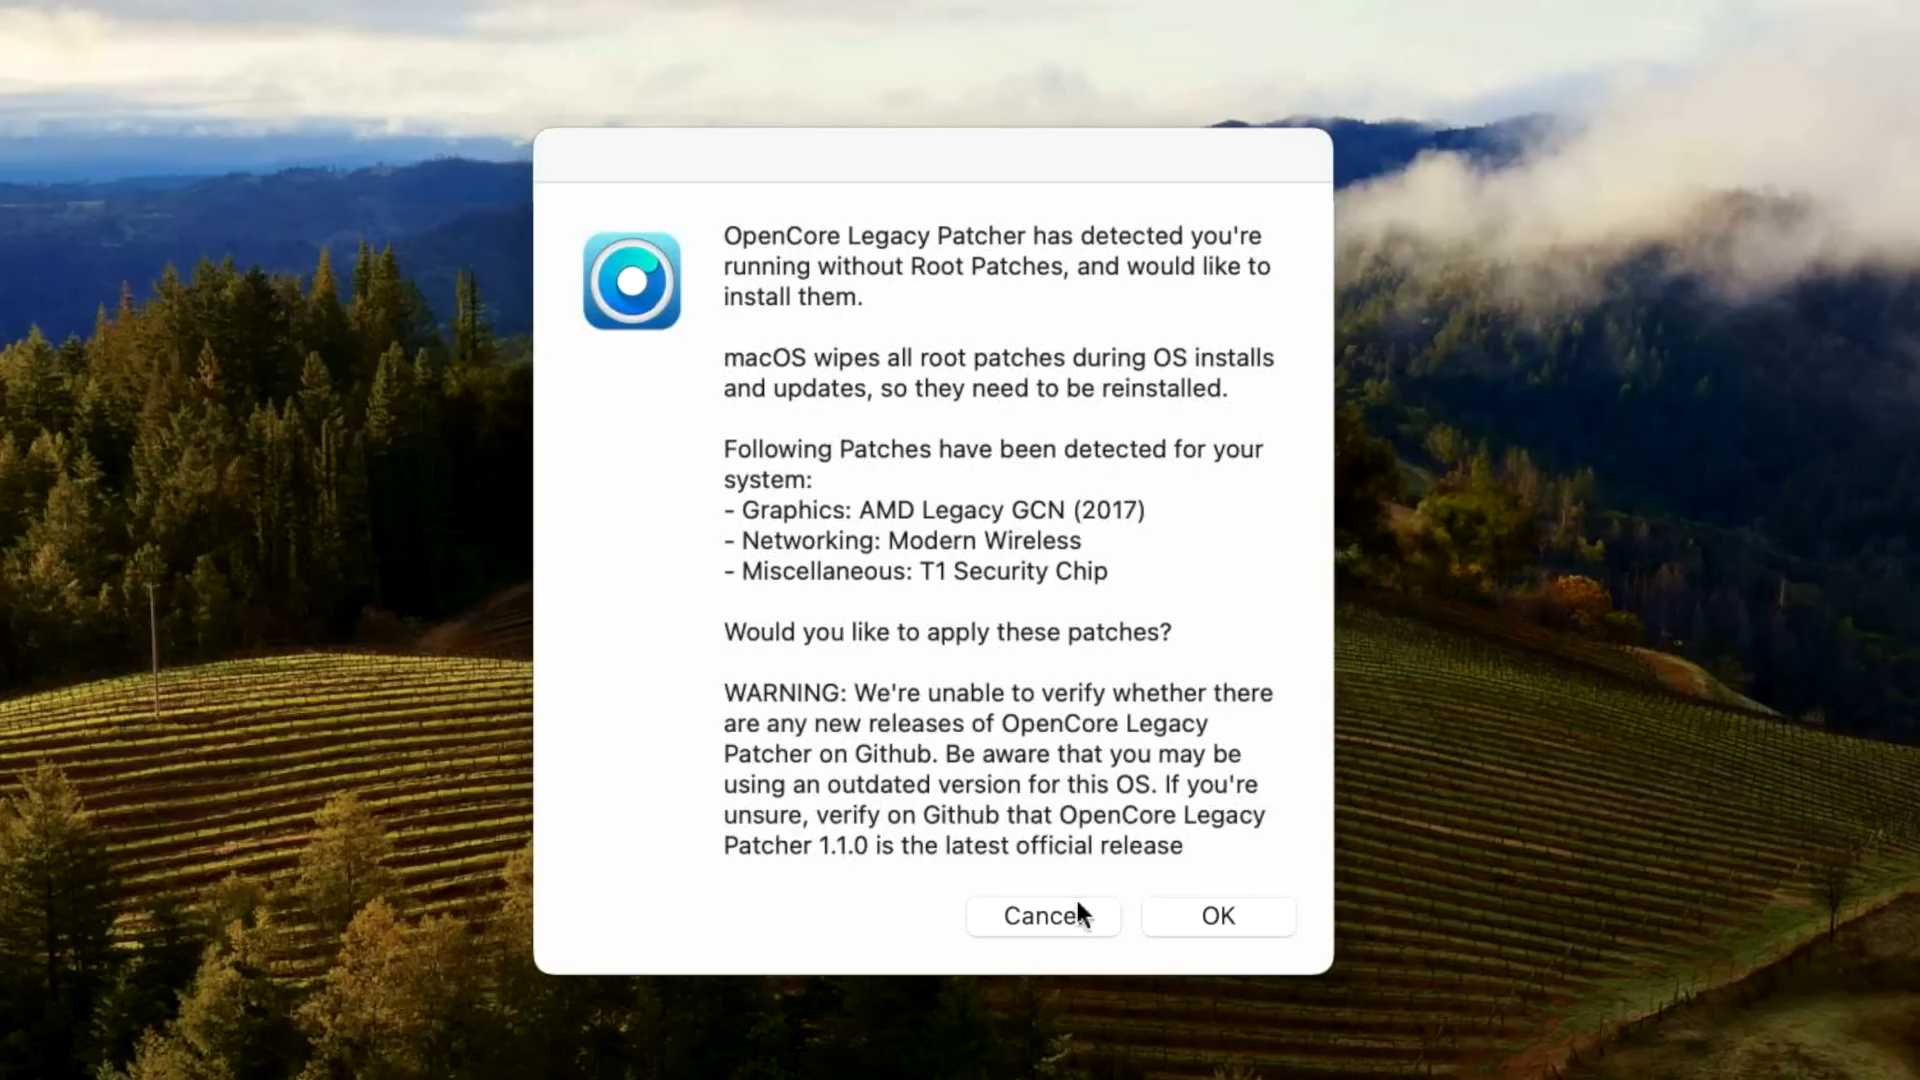 OpenCore Legacy Patcher has detected you're
running without Root Patches, and would like to
install them.
macOS wipes all root patches during OS installs
and updates, so they need to be reinstalled.
Following Patches have been detected for your
system:
- Graphics: AMD Legacy GCN (2017)
- Networking: Modern Wireless
- Miscellaneous: T1 Security Chip
Would you like to apply these patches?
WARNING: We're unable to verify whether there
are any new releases of OpenCore Legacy
Patcher on Github. Be aware that you may be
using an outdated version for this OS. If you're
unsure, verify on Github that OpenCore Legacy
Patcher 1.1.0 is the latest official release
Cancel OK